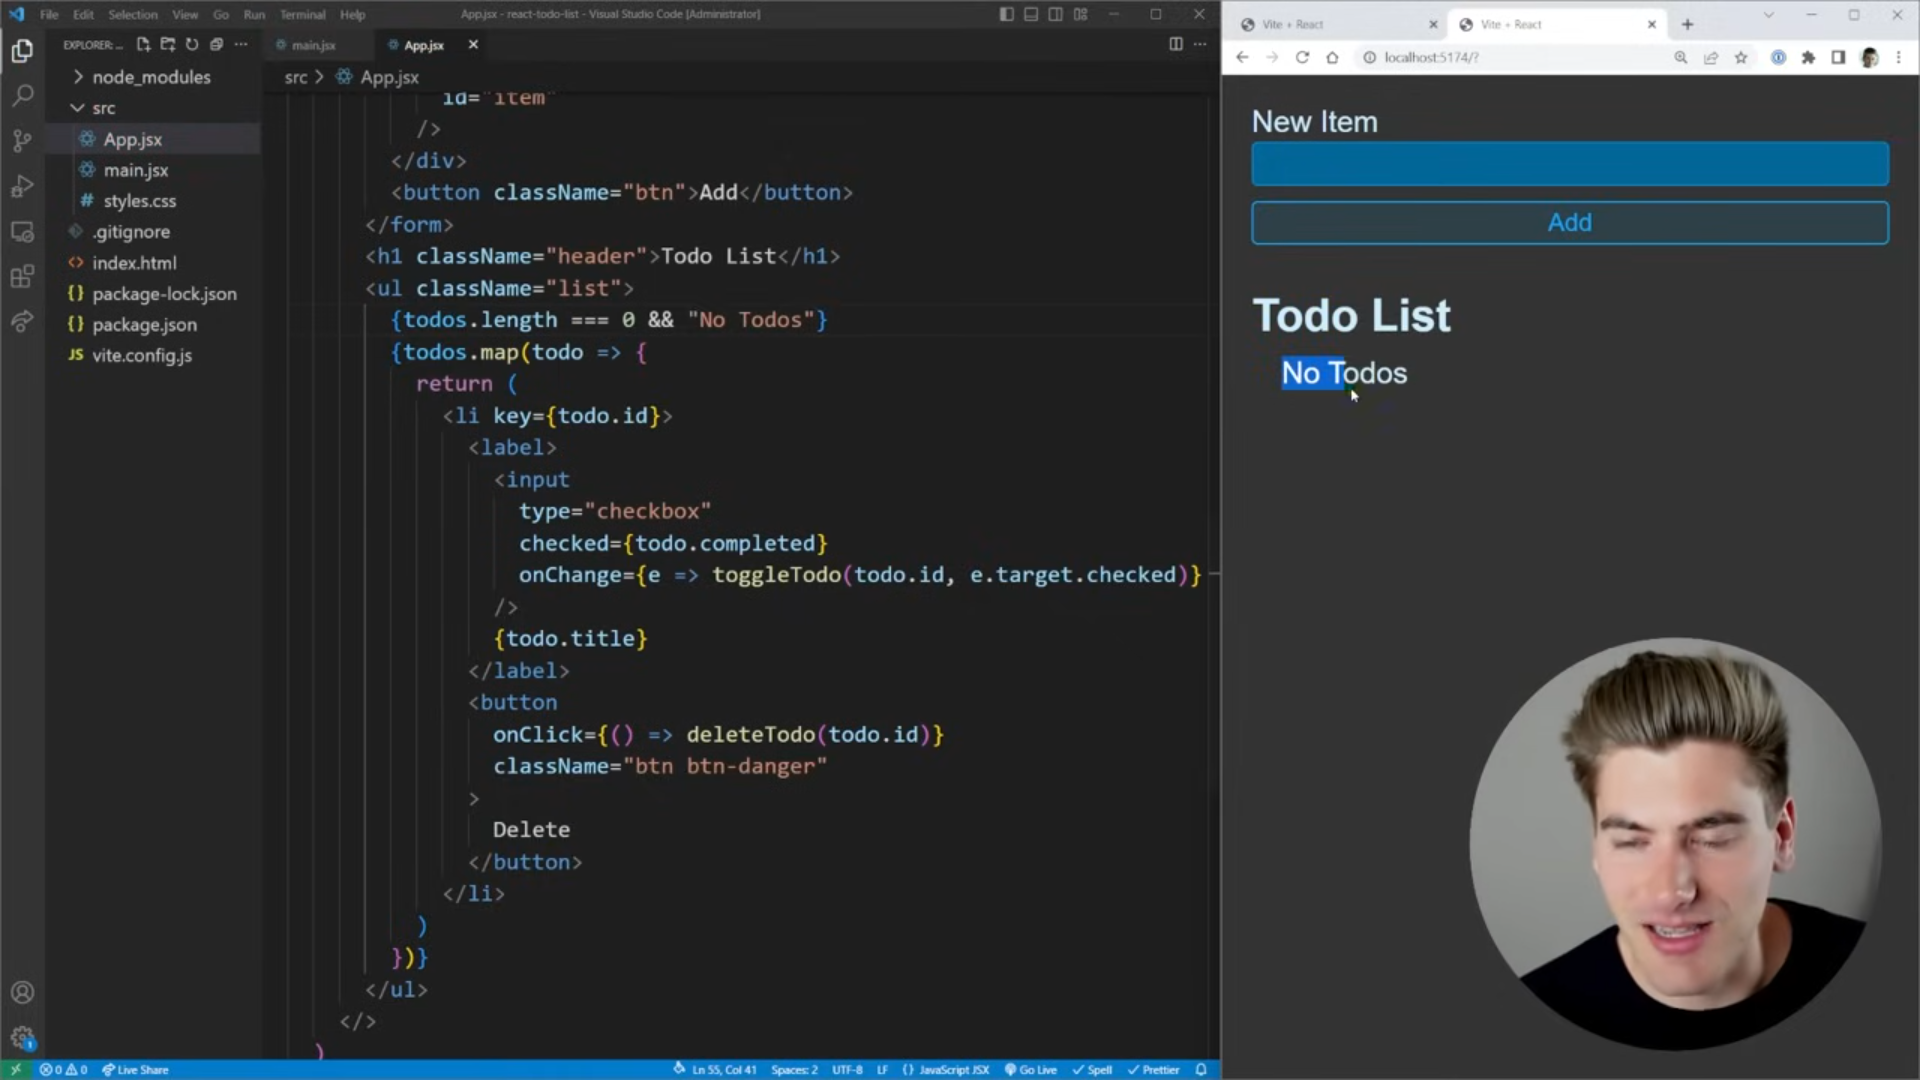 File Edit Selection View Go Run Terminal Help
App.jsx - react-todo-list - Visual Studio Code [Administrator]
EXPLORER: ...
node_modules
src
App.jsx
main.jsx
styles.css
.gitignore
index.html
package-lock.json
package.json
vite.config.js
main.jsx App.jsx
src > App.jsx
id="item"
/>
</div>
<button className="btn">Add</button>
</form>
<h1 className="header">Todo List</h1>
<ul className="list">
{todos.length === 0 && "No Todos"}
{todos.map(todo => {
return (
<li key={todo.id}>
<label>
<input
type="checkbox"
checked={todo.completed}
onChange={e => toggleTodo(todo.id, e.target.checked)}
/>
{todo.title}
</label>
<button
onClick={() => deleteTodo(todo.id)}
className="btn btn-danger"
>
Delete
</button>
</li>
)
})}
</ul>
</>
)
0 0 Live Share
Ln 55, Col 41 Spaces: 2 UTF-8 LF {} JavaScript JSX Go Live Spell Prettier
Vite + React
Vite + React
localhost:5174/?
New Item
Add
Todo List
No Todos